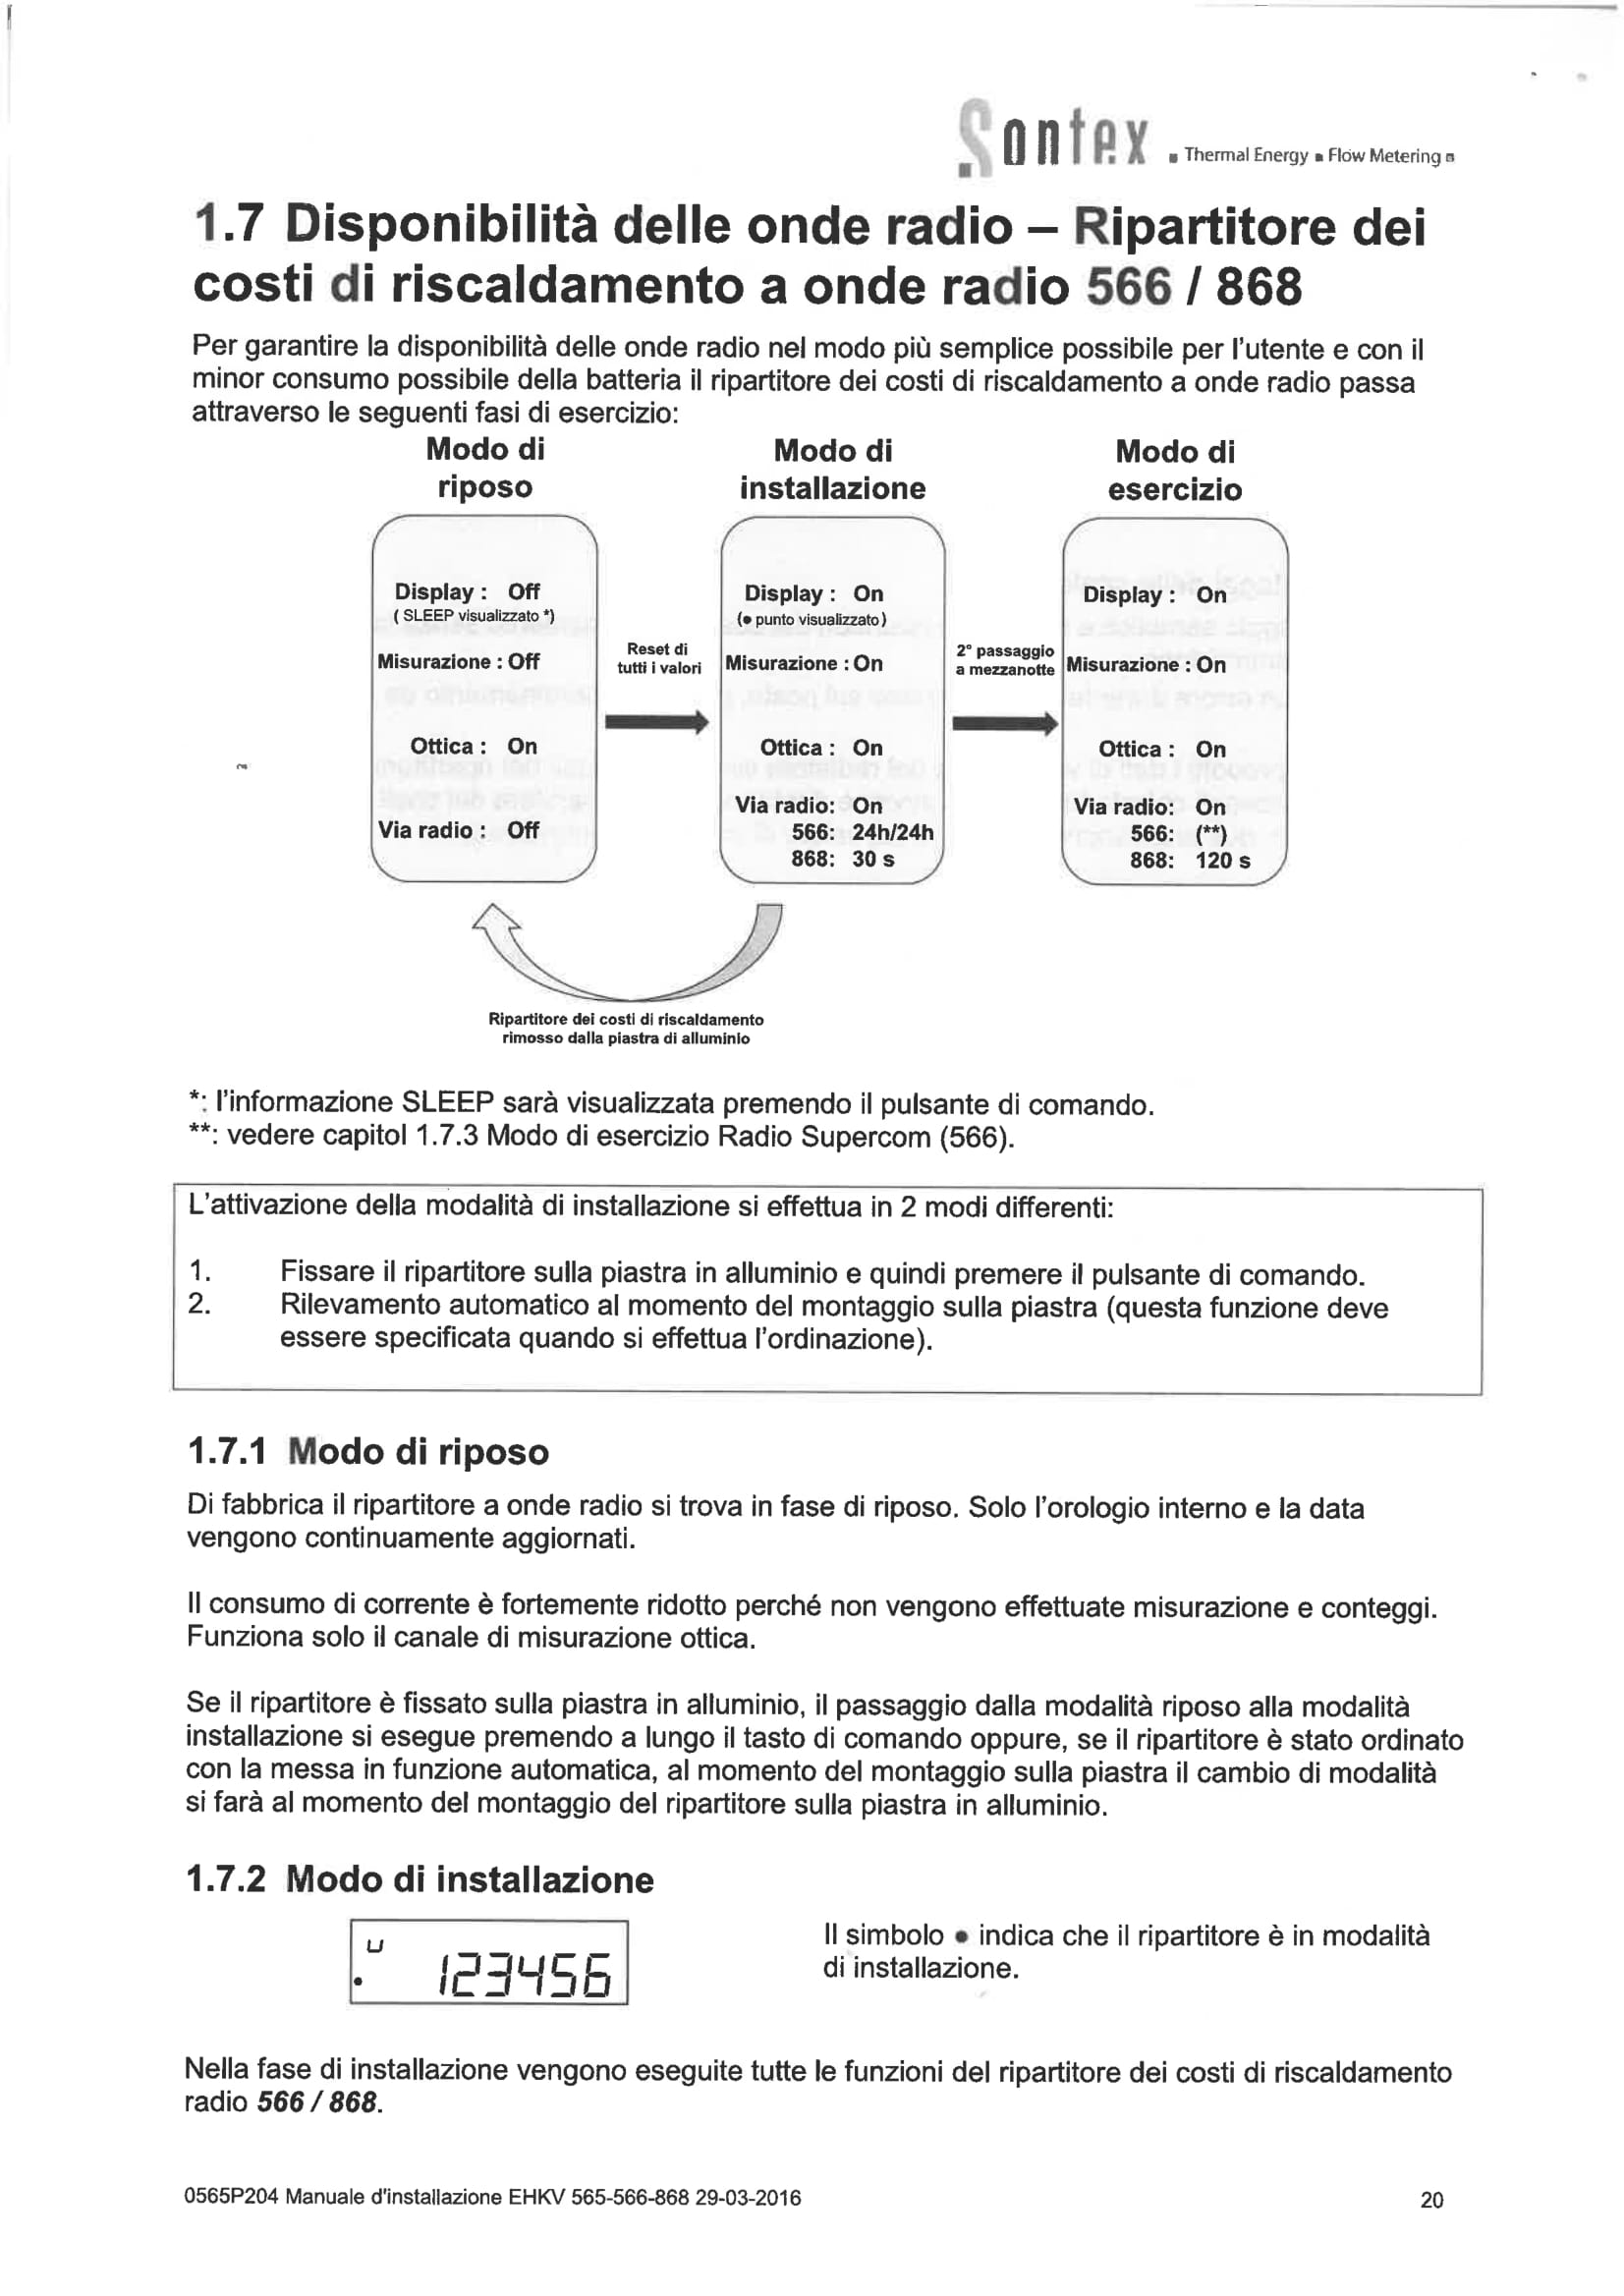 Sontex ▪ Thermal Energy ▪ Flow Metering ▪
1.7 Disponibilità delle onde radio – Ripartitore dei
costi di riscaldamento a onde radio 566 / 868
Per garantire la disponibilità delle onde radio nel modo più semplice possibile per l'utente e con il
minor consumo possibile della batteria il ripartitore dei costi di riscaldamento a onde radio passa
attraverso le seguenti fasi di esercizio:
Modo di
riposo
Display : Off
( SLEEP visualizzato *)
Misurazione : Off
Ottica : On
Via radio : Off
Reset di
tutti i valori
Modo di
installazione
Display : On
(● punto visualizzato)
Misurazione : On
Ottica : On
Via radio: On
566: 24h/24h
868: 30 s
2° passaggio
a mezzanotte
Modo di
esercizio
Display : On
Misurazione : On
Ottica : On
Via radio: On
566: (**)
868: 120 s
Ripartitore dei costi di riscaldamento
rimosso dalla piastra di alluminio
*: l'informazione SLEEP sarà visualizzata premendo il pulsante di comando.
**: vedere capitol 1.7.3 Modo di esercizio Radio Supercom (566).
L'attivazione della modalità di installazione si effettua in 2 modi differenti:
1. Fissare il ripartitore sulla piastra in alluminio e quindi premere il pulsante di comando.
2. Rilevamento automatico al momento del montaggio sulla piastra (questa funzione deve
essere specificata quando si effettua l'ordinazione).
1.7.1 Modo di riposo
Di fabbrica il ripartitore a onde radio si trova in fase di riposo. Solo l'orologio interno e la data
vengono continuamente aggiornati.
Il consumo di corrente è fortemente ridotto perché non vengono effettuate misurazione e conteggi.
Funziona solo il canale di misurazione ottica.
Se il ripartitore è fissato sulla piastra in alluminio, il passaggio dalla modalità riposo alla modalità
installazione si esegue premendo a lungo il tasto di comando oppure, se il ripartitore è stato ordinato
con la messa in funzione automatica, al momento del montaggio sulla piastra il cambio di modalità
si farà al momento del montaggio del ripartitore sulla piastra in alluminio.
1.7.2 Modo di installazione
u
● 123456
Il simbolo ● indica che il ripartitore è in modalità
di installazione.
Nella fase di installazione vengono eseguite tutte le funzioni del ripartitore dei costi di riscaldamento
radio 566 / 868.
0565P204 Manuale d'installazione EHKV 565-566-868 29-03-2016 20